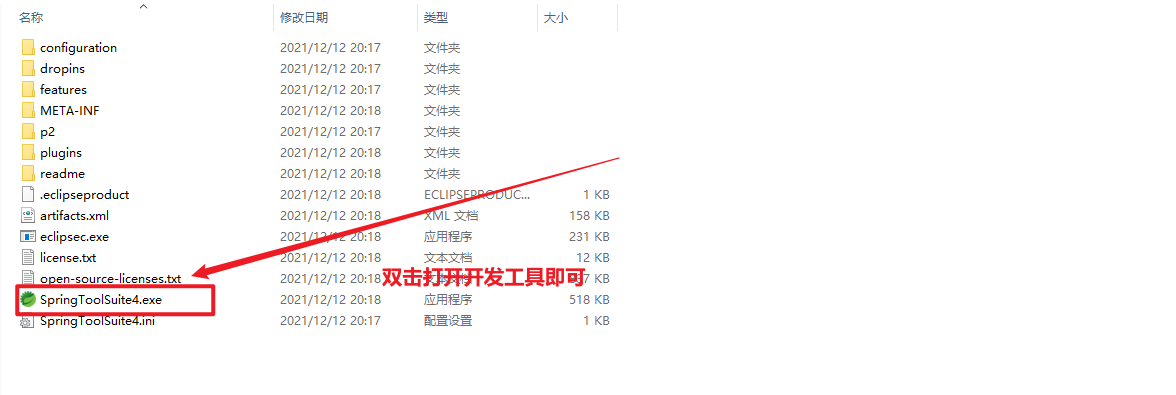 名称 修改日期 类型 大小
configuration 2021/12/12 20:17 文件夹
dropins 2021/12/12 20:17 文件夹
features 2021/12/12 20:17 文件夹
META-INF 2021/12/12 20:18 文件夹
p2 2021/12/12 20:17 文件夹
plugins 2021/12/12 20:18 文件夹
readme 2021/12/12 20:18 文件夹
.eclipseproduct 2021/12/12 20:18 ECLIPSEPRODUC... 1 KB
artifacts.xml 2021/12/12 20:18 XML 文档 158 KB
eclipsec.exe 2021/12/12 20:18 应用程序 231 KB
license.txt 2021/12/12 20:18 文本文档 12 KB
open-source-licenses.txt 2021/12/12 20:18 KB
双击打开开发工具即可
SpringToolSuite4.exe 2021/12/12 20:18 应用程序 518 KB
SpringToolSuite4.ini 2021/12/12 20:17 配置设置 1 KB